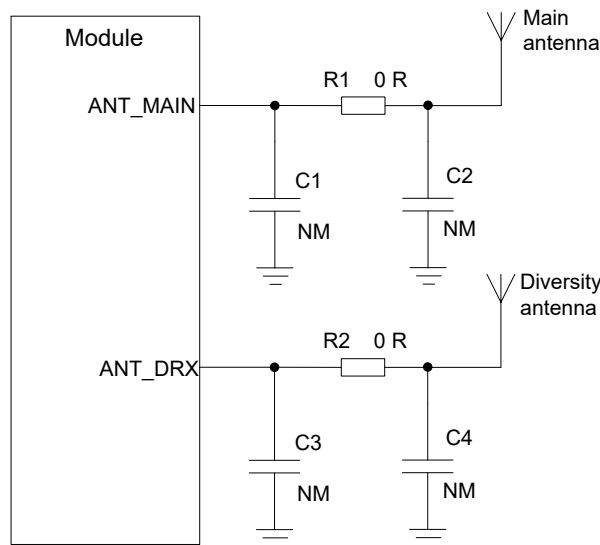 Module
Main
antenna
R1 0 R
ANT_MAIN
C1
C2
NM
NM
Diversity
antenna
R2 0 R
ANT_DRX
C3
C4
NM
NM